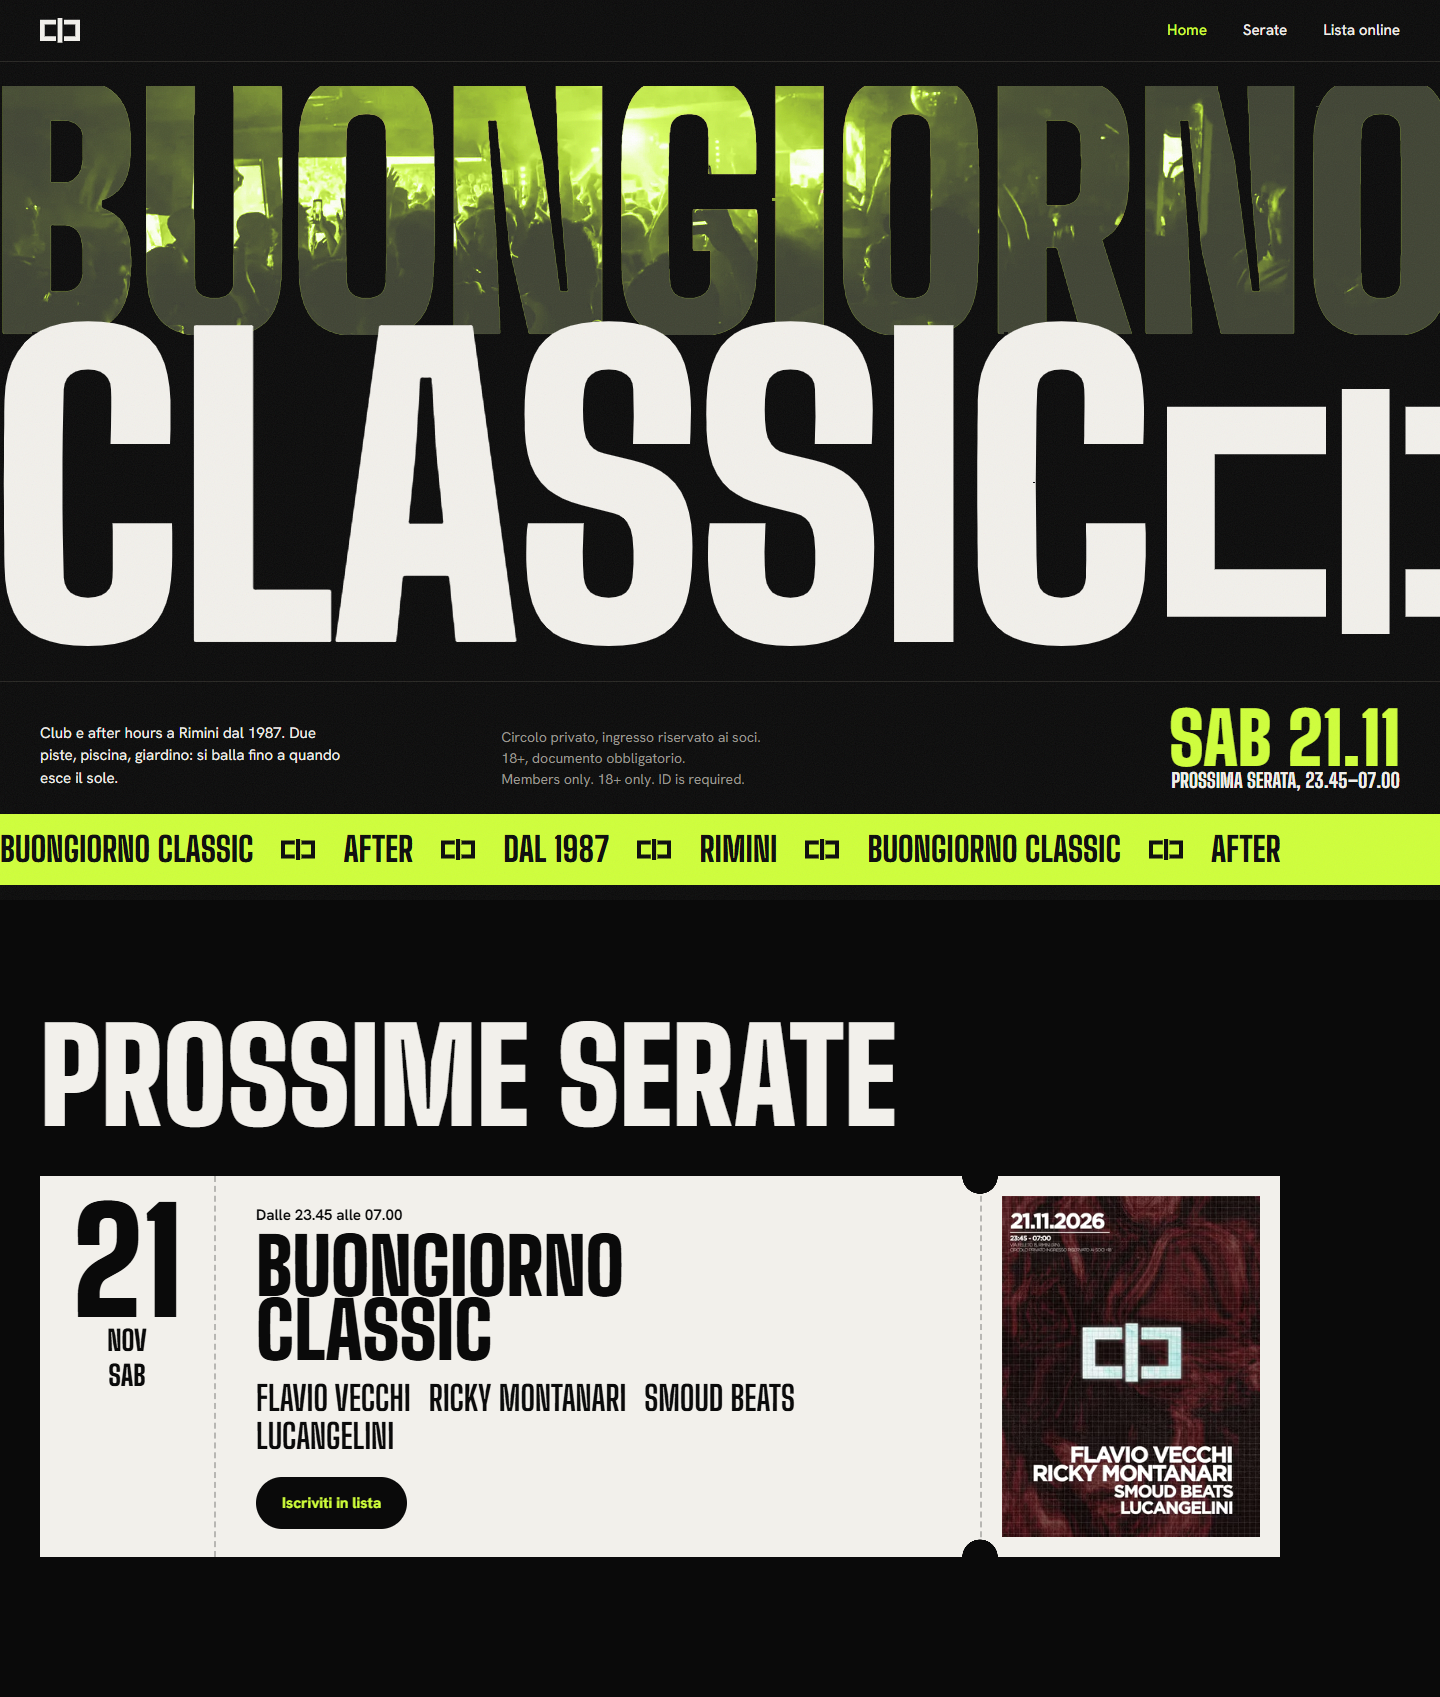 Home Serate Lista online
BUONGIORNO
CLASSIC
Club e after hours a Rimini dal 1987. Due
piste, piscina, giardino: si balla fino a quando
esce il sole.
Circolo privato, ingresso riservato ai soci.
18+, documento obbligatorio.
Members only. 18+ only. ID is required.
SAB 21.11
PROSSIMA SERATA, 23.45–07.00
BUONGIORNO CLASSIC AFTER DAL 1987 RIMINI BUONGIORNO CLASSIC AFTER
PROSSIME SERATE
21
NOV
SAB
Dalle 23.45 alle 07.00
BUONGIORNO
CLASSIC
FLAVIO VECCHI RICKY MONTANARI SMOUD BEATS
LUCANGELINI
Iscriviti in lista
21.11.2026
23:45 - 07:00
FLAVIO VECCHI
RICKY MONTANARI
SMOUD BEATS
LUCANGELINI